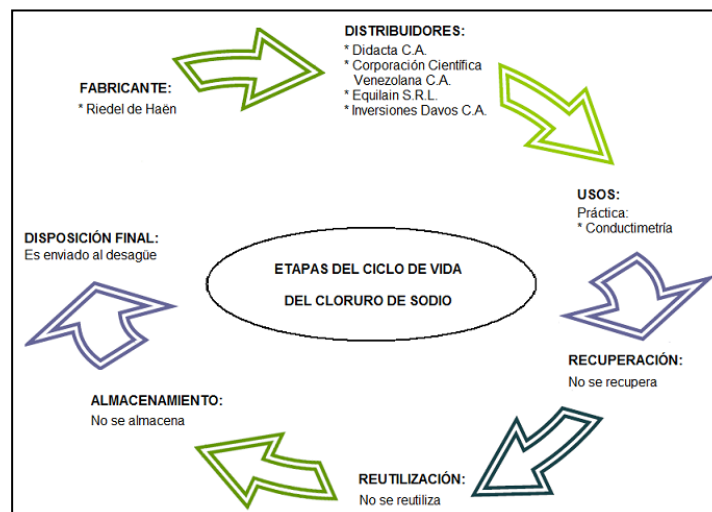 FABRICANTE:
* Riedel de Haën
DISTRIBUIDORES:
* Didacta C.A.
* Corporación Científica
Venezolana C.A.
* Equilain S.R.L.
* Inversiones Davos C.A.
USOS:
Práctica:
* Conductimetría
RECUPERACIÓN:
No se recupera
REUTILIZACIÓN:
No se reutiliza
ALMACENAMIENTO:
No se almacena
DISPOSICIÓN FINAL:
Es enviado al desagüe
ETAPAS DEL CICLO DE VIDA
DEL CLORURO DE SODIO